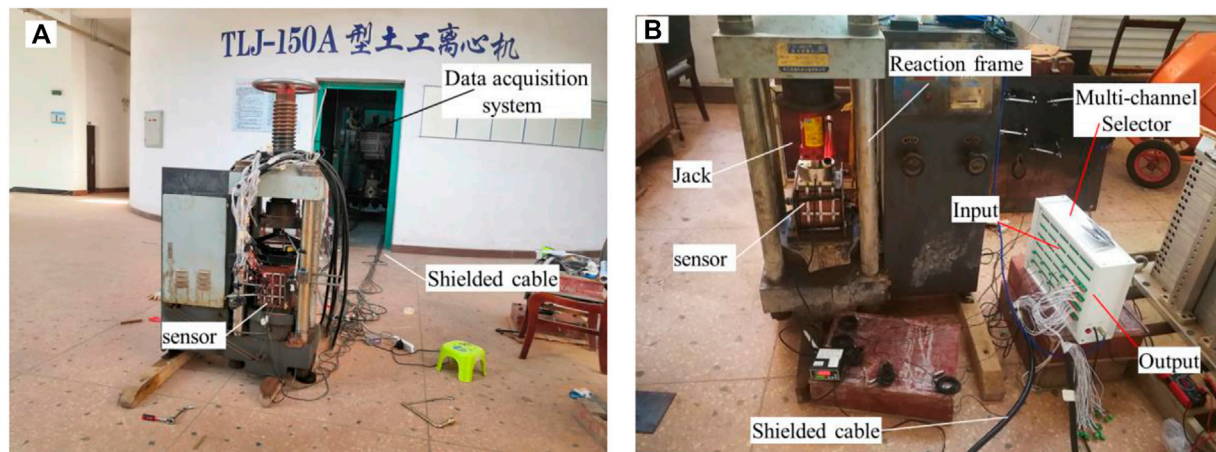 A
TLJ-150A 型土工离心机
Data acquisition
system
Shielded cable
sensor
B
Reaction frame
Multi-channel
Selector
Jack
Input
sensor
Output
Shielded cable